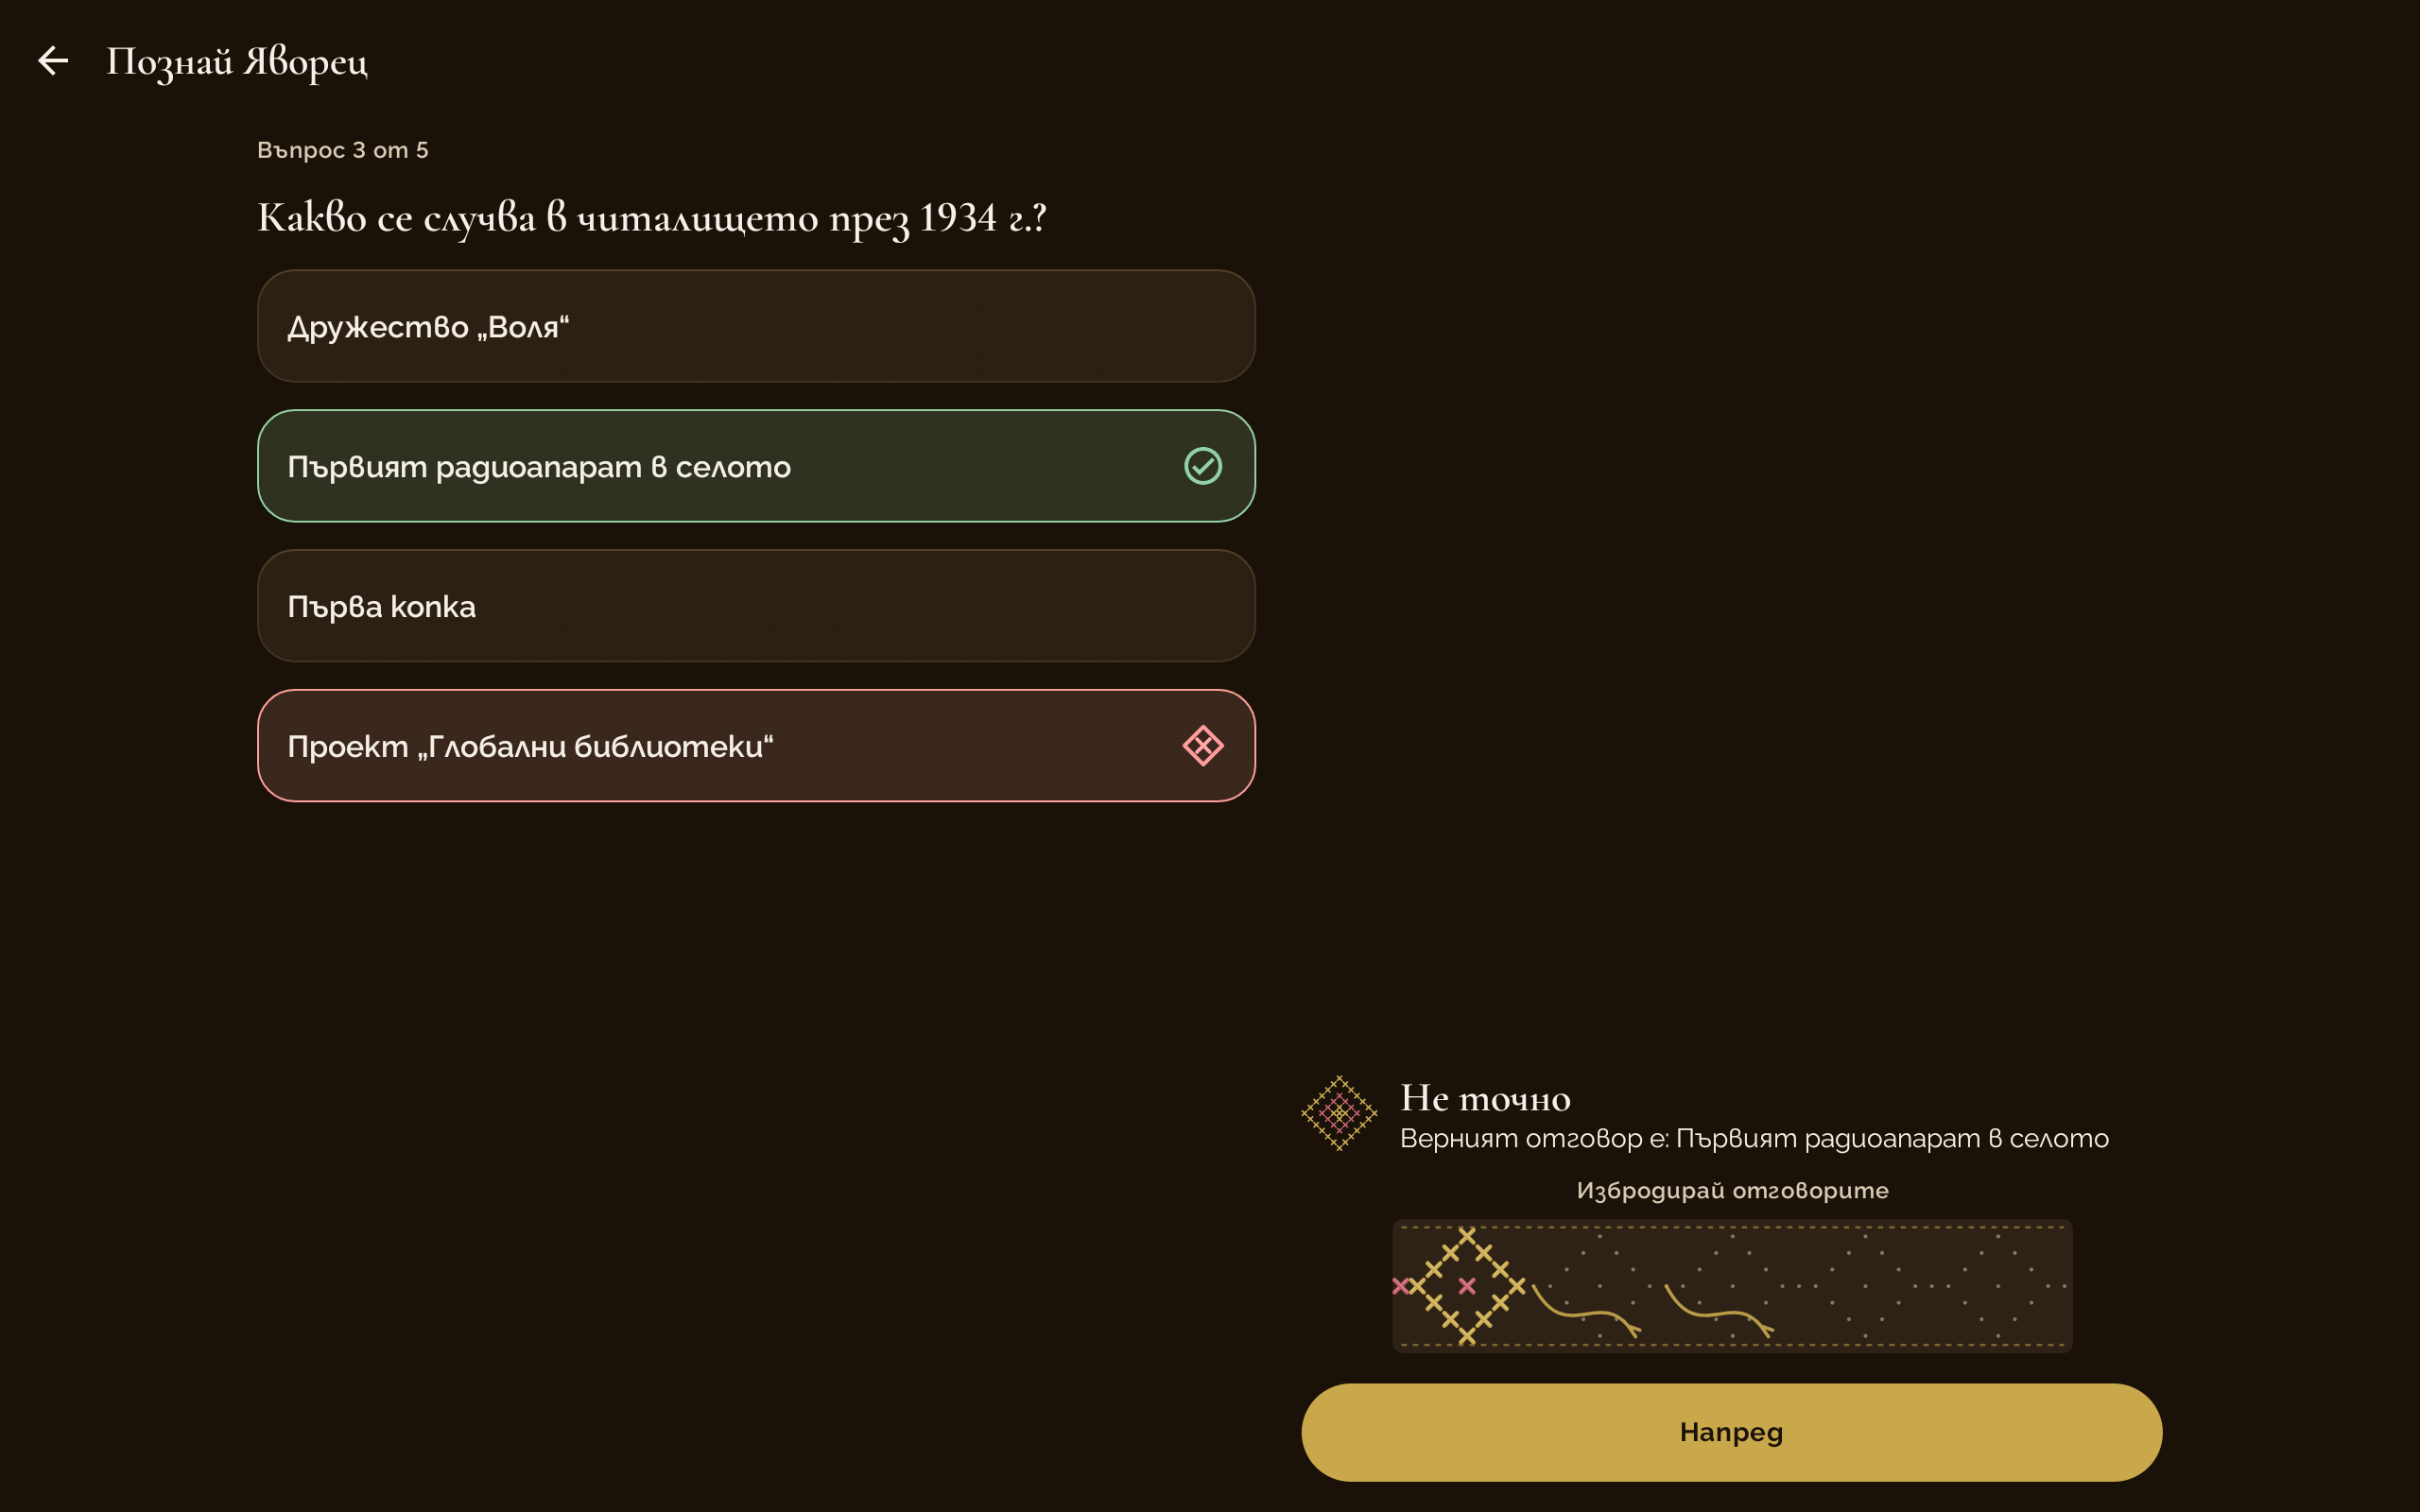 Познай Яворец
Въпрос 3 от 5
Какво се случва в читалището през 1934 г.?
Дружество „Воля“
Първият радиоапарат в селото
Първа копка
Проект „Глобални библиотеки“
Не точно
Верният отговор е: Първият радиоапарат в селото
Избродирай отговорите
Напред